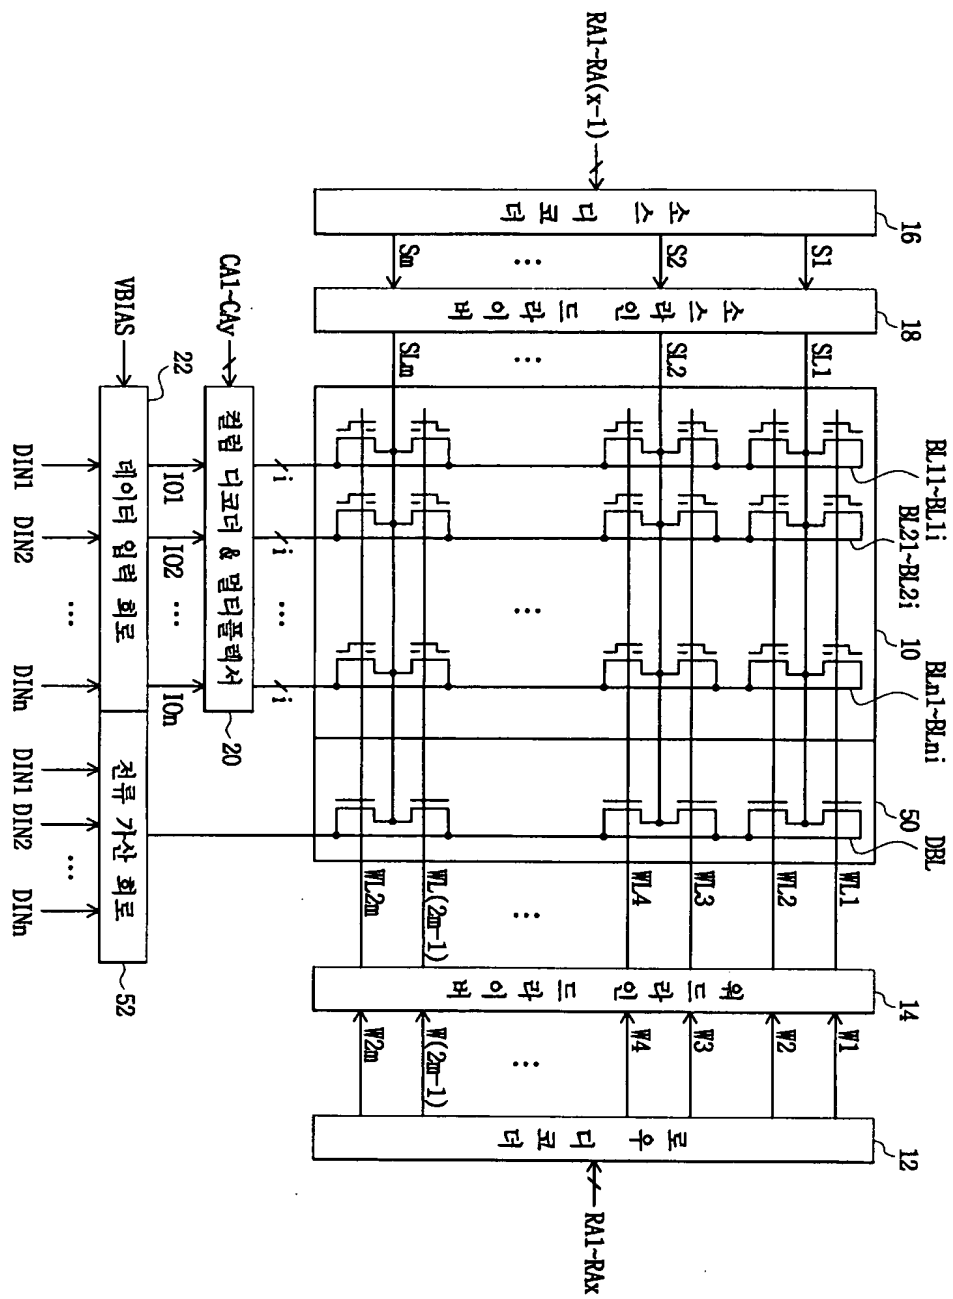 BL11~BL1i
BL21~BL2i
BLn1~BLni
DBL
16
18
10
50
14
12
S1
SL1
WL1
W1
WL2
W2
S2
SL2
WL3
W3
WL4
W4
RA1~RA(x-1)
소스 디코더
소스라인 드라이버
...
...
...
...
...
워드라인 드라이버
로우 디코더
RA1~RAx
Sm
SLm
WL(2m-1)
W(2m-1)
WL2m
W2m
i
i
...
i
CA1~CAy
컬럼 디코더 & 멀티플렉서
20
IO1
IO2
...
IOn
22
VBIAS
데이터 입력 회로
전류 가산 회로
52
DIN1
DIN2
...
DINn
DIN1
DIN2
...
DINn